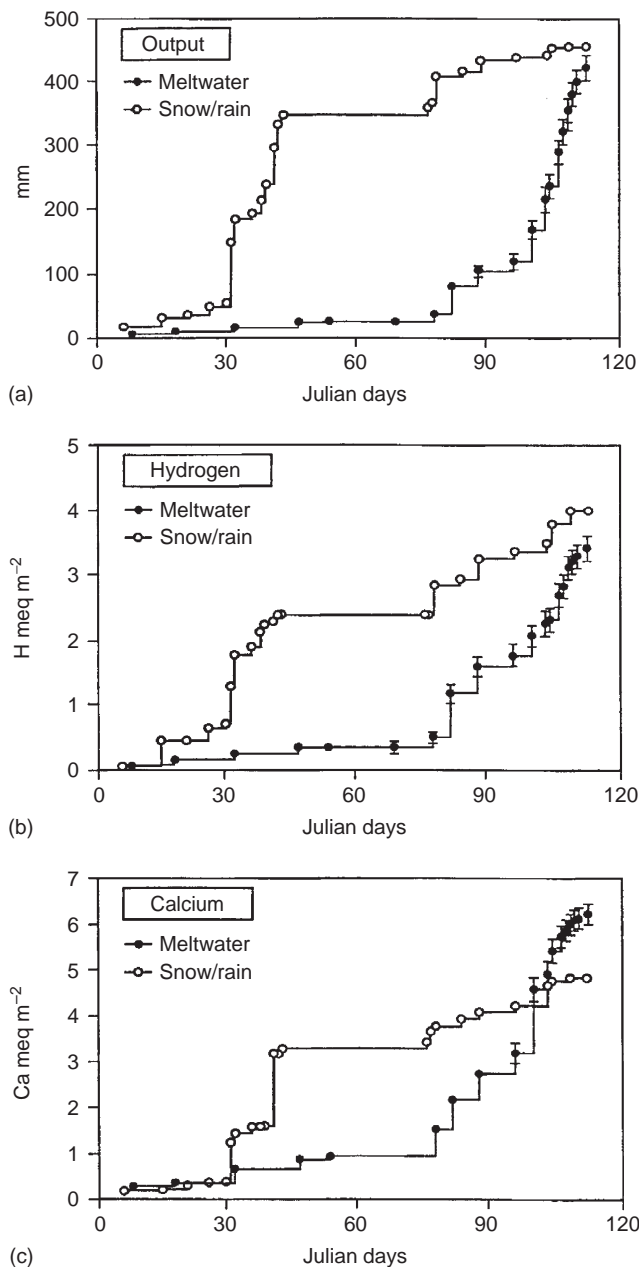 500
400
300
200
100
0
mm
Output
Meltwater
Snow/rain
0 30 60 90 120
Julian days
(a)
5
4
3
2
1
0
H meq m⁻²
Hydrogen
Meltwater
Snow/rain
0 30 60 90 120
Julian days
(b)
7
6
5
4
3
2
1
0
Ca meq m⁻²
Calcium
Meltwater
Snow/rain
0 30 60 90 120
Julian days
(c)